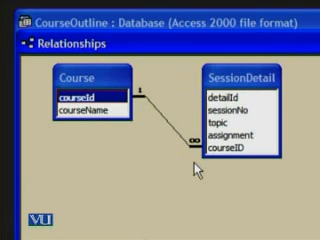 CourseOutline : Database (Access 2000 file format)
Relationships
Course
courseId
courseName
1
∞
SessionDetail
detailId
sessionNo
topic
assignment
courseID
VU